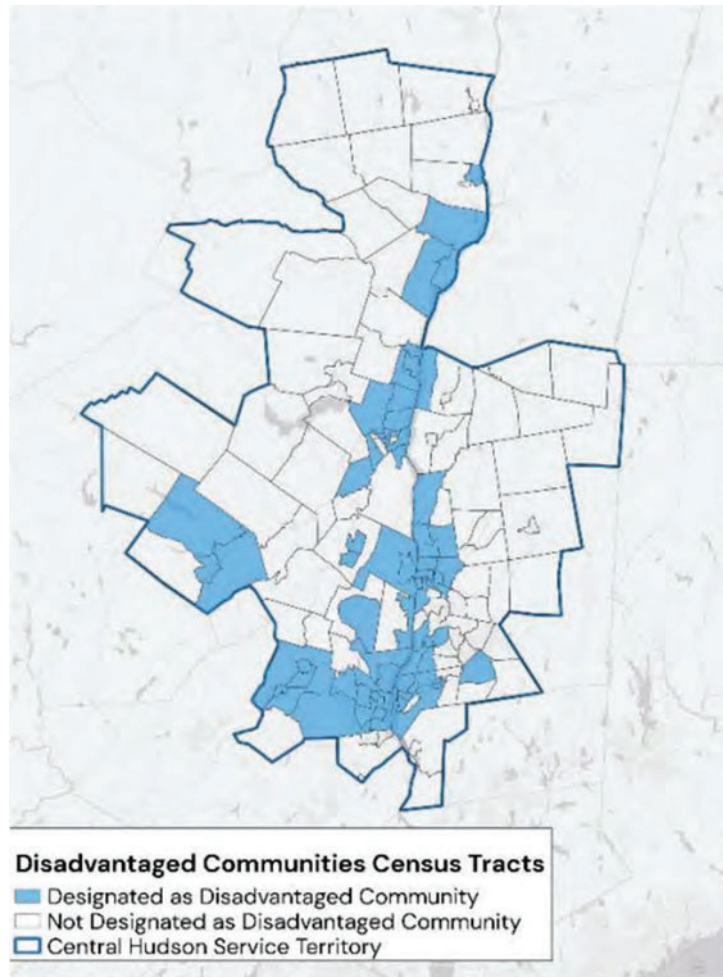 Disadvantaged Communities Census Tracts
Designated as Disadvantaged Community
Not Designated as Disadvantaged Community
Central Hudson Service Territory